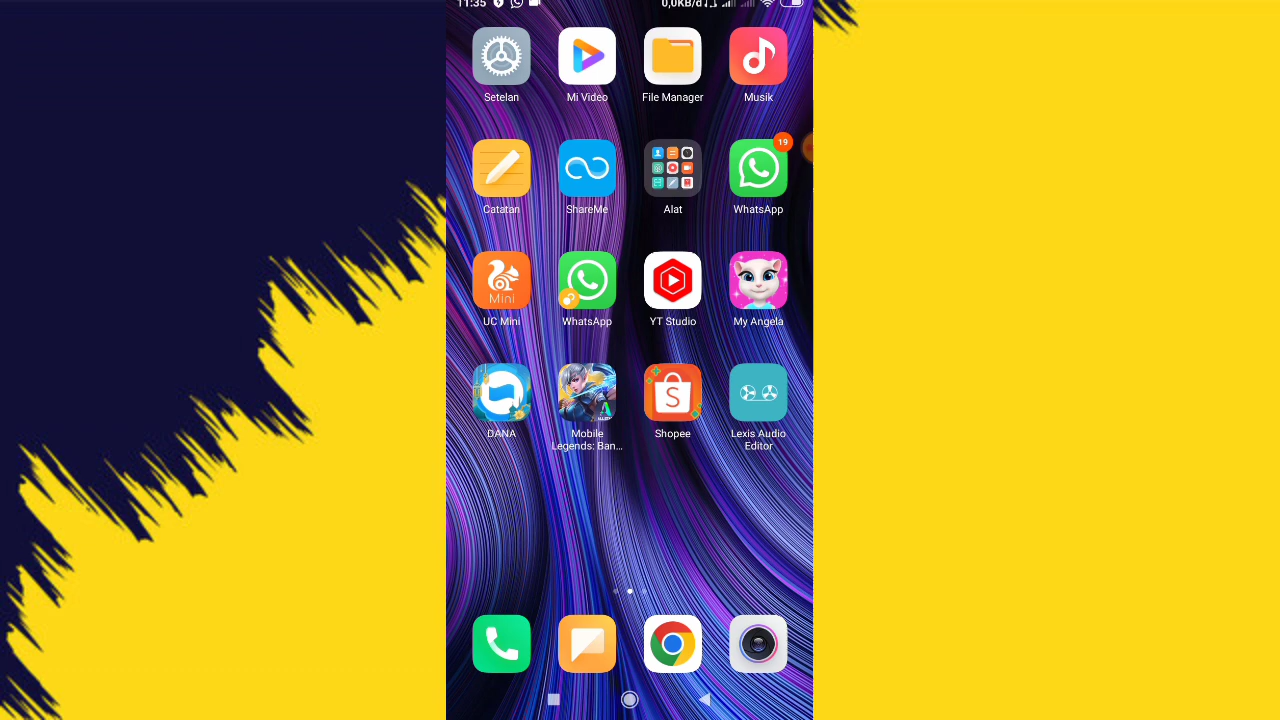 11:35 0,0KB/d
Setelan Mi Video File Manager Musik
19
Catatan ShareMe Alat WhatsApp
Mini
UC Mini WhatsApp YT Studio My Angela
S
DANA Mobile Shopee Lexis Audio
Legends: Ban... Editor